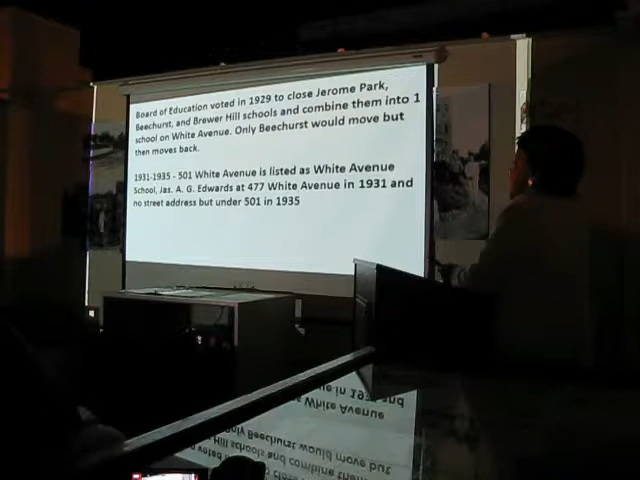 Board of Education voted in 1929 to close Jerome Park,
Beechurst, and Brewer Hill schools and combine them into 1
school on White Avenue. Only Beechurst would move but
then moves back.
1931-1935 - 501 White Avenue is listed as White Avenue
School, Jas. A. G. Edwards at 477 White Avenue in 1931 and
no street address but under 501 in 1935